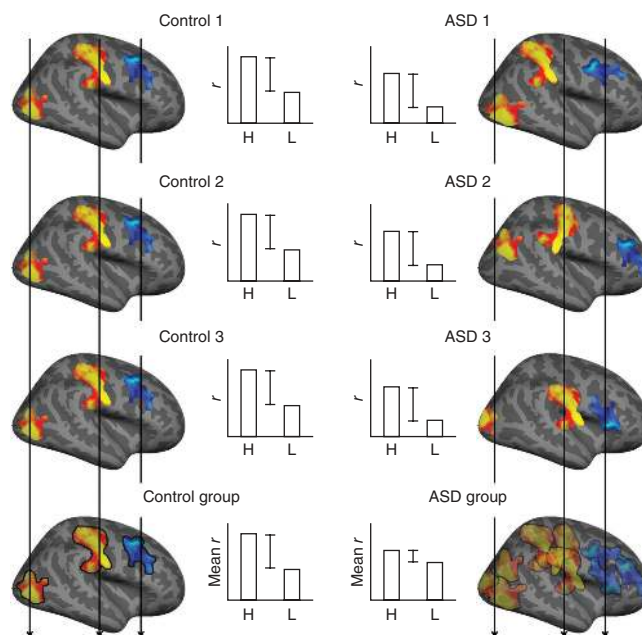 Control 1
ASD 1
r
H L
r
H L
Control 2
ASD 2
r
H L
r
H L
Control 3
ASD 3
r
H L
r
H L
Control group
ASD group
Mean r
H L
Mean r
H L